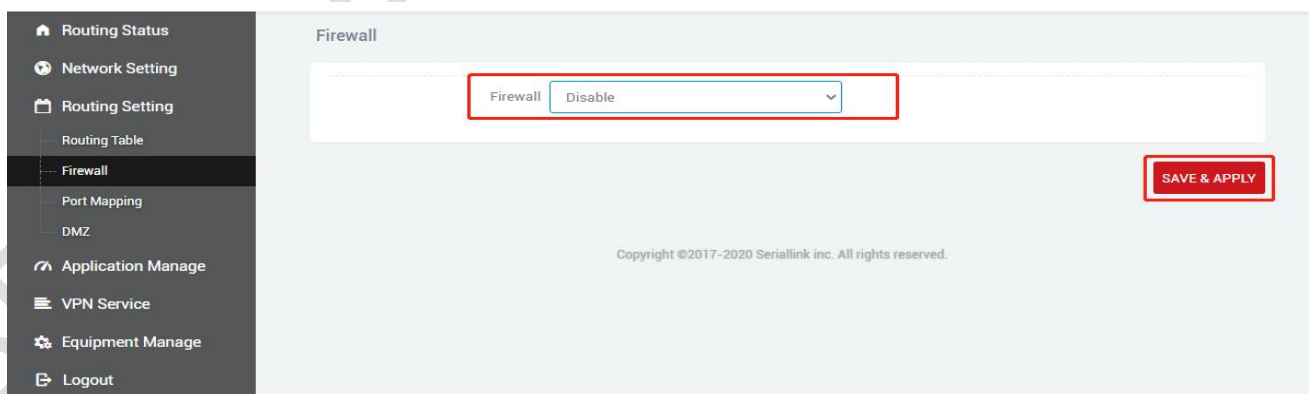 Routing Status
Network Setting
Routing Setting
Routing Table
Firewall
Port Mapping
DMZ
Application Manage
VPN Service
Equipment Manage
Logout
Firewall
Firewall Disable
SAVE & APPLY
Copyright ©2017-2020 Seriallink inc. All rights reserved.